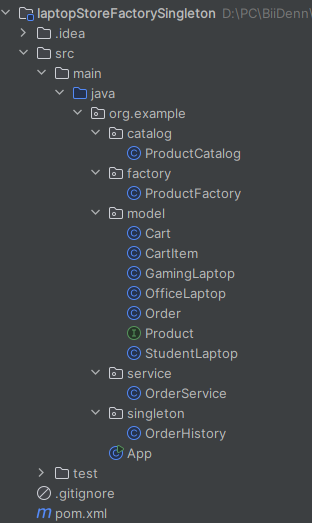 laptopStoreFactorySingleton D:\PC\BiiDenn\
.idea
src
main
java
org.example
catalog
C ProductCatalog
factory
C ProductFactory
model
C Cart
C CartItem
C GamingLaptop
C OfficeLaptop
C Order
I Product
C StudentLaptop
service
C OrderService
singleton
C OrderHistory
C App
test
.gitignore
m pom.xml